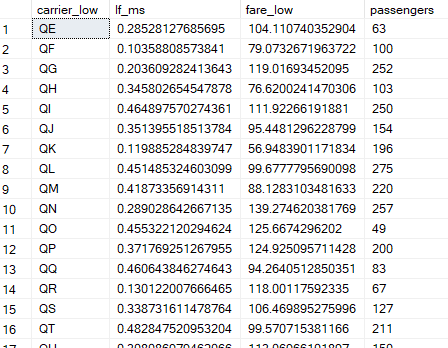 carrier_low lf_ms fare_low passengers
1 QE 0.28528127685695 104.110740352904 63
2 QF 0.10358808573841 79.0732671963722 100
3 QG 0.203609282413643 119.01693452095 252
4 QH 0.345802654547878 76.6200241470306 103
5 QI 0.464897570274361 111.92266191881 250
6 QJ 0.351395518513784 95.4481296228799 154
7 QK 0.119885284839747 56.9483901171834 196
8 QL 0.451485324603099 99.6777795690098 275
9 QM 0.41873356914311 88.1283103481633 220
10 QN 0.289028642667135 139.274620381769 257
11 QO 0.455322120294624 125.6674296202 49
12 QP 0.371769251267955 124.925095711428 200
13 QQ 0.460643846274643 94.2640512850351 83
14 QR 0.130122007666465 118.00117592335 67
15 QS 0.338731611478764 106.469895275996 127
16 QT 0.482847520953204 99.570715381166 211